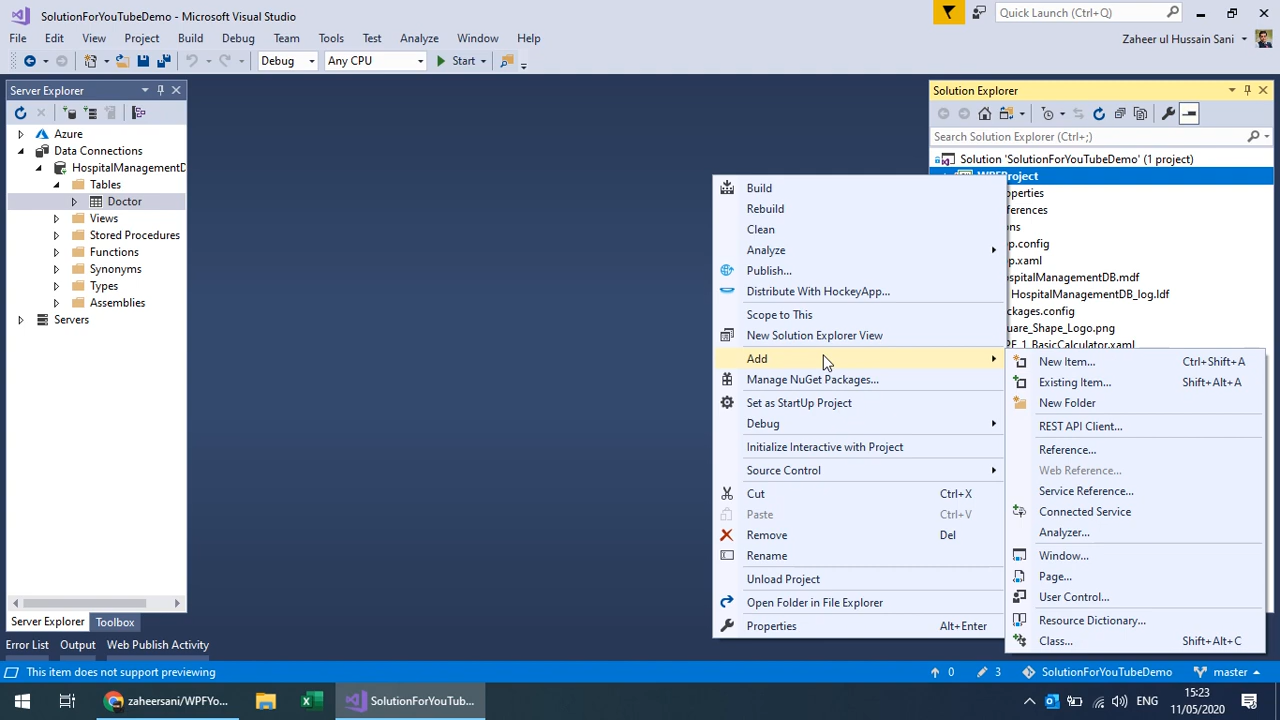 SolutionForYouTubeDemo - Microsoft Visual Studio
Quick Launch (Ctrl+Q)
File Edit View Project Build Debug Team Tools Test Analyze Window Help
Zaheer ul Hussain Sani
Debug Any CPU Start
Server Explorer
Azure
Data Connections
HospitalManagementD
Tables
Doctor
Views
Stored Procedures
Functions
Synonyms
Types
Assemblies
Servers
Server Explorer Toolbox
Error List Output Web Publish Activity
Solution Explorer
Search Solution Explorer (Ctrl+;)
Solution 'SolutionForYouTubeDemo' (1 project)
WPFProject
operties
ferences
ons
pp.config
pp.xaml
ospitalManagementDB.mdf
HospitalManagementDB_log.ldf
ckages.config
uare_Shape_Logo.png
PF_1_BasicCalculator.xaml
Build
Rebuild
Clean
Analyze
Publish...
Distribute With HockeyApp...
Scope to This
New Solution Explorer View
Add
Manage NuGet Packages...
Set as StartUp Project
Debug
Initialize Interactive with Project
Source Control
Cut Ctrl+X
Paste Ctrl+V
Remove Del
Rename
Unload Project
Open Folder in File Explorer
Properties Alt+Enter
New Item... Ctrl+Shift+A
Existing Item... Shift+Alt+A
New Folder
REST API Client...
Reference...
Web Reference...
Service Reference...
Connected Service
Analyzer...
Window...
Page...
User Control...
Resource Dictionary...
Class... Shift+Alt+C
This item does not support previewing
0 3 SolutionForYouTubeDemo master
zaheersani/WPFYo...
SolutionForYouTub...
ENG
15:23
11/05/2020